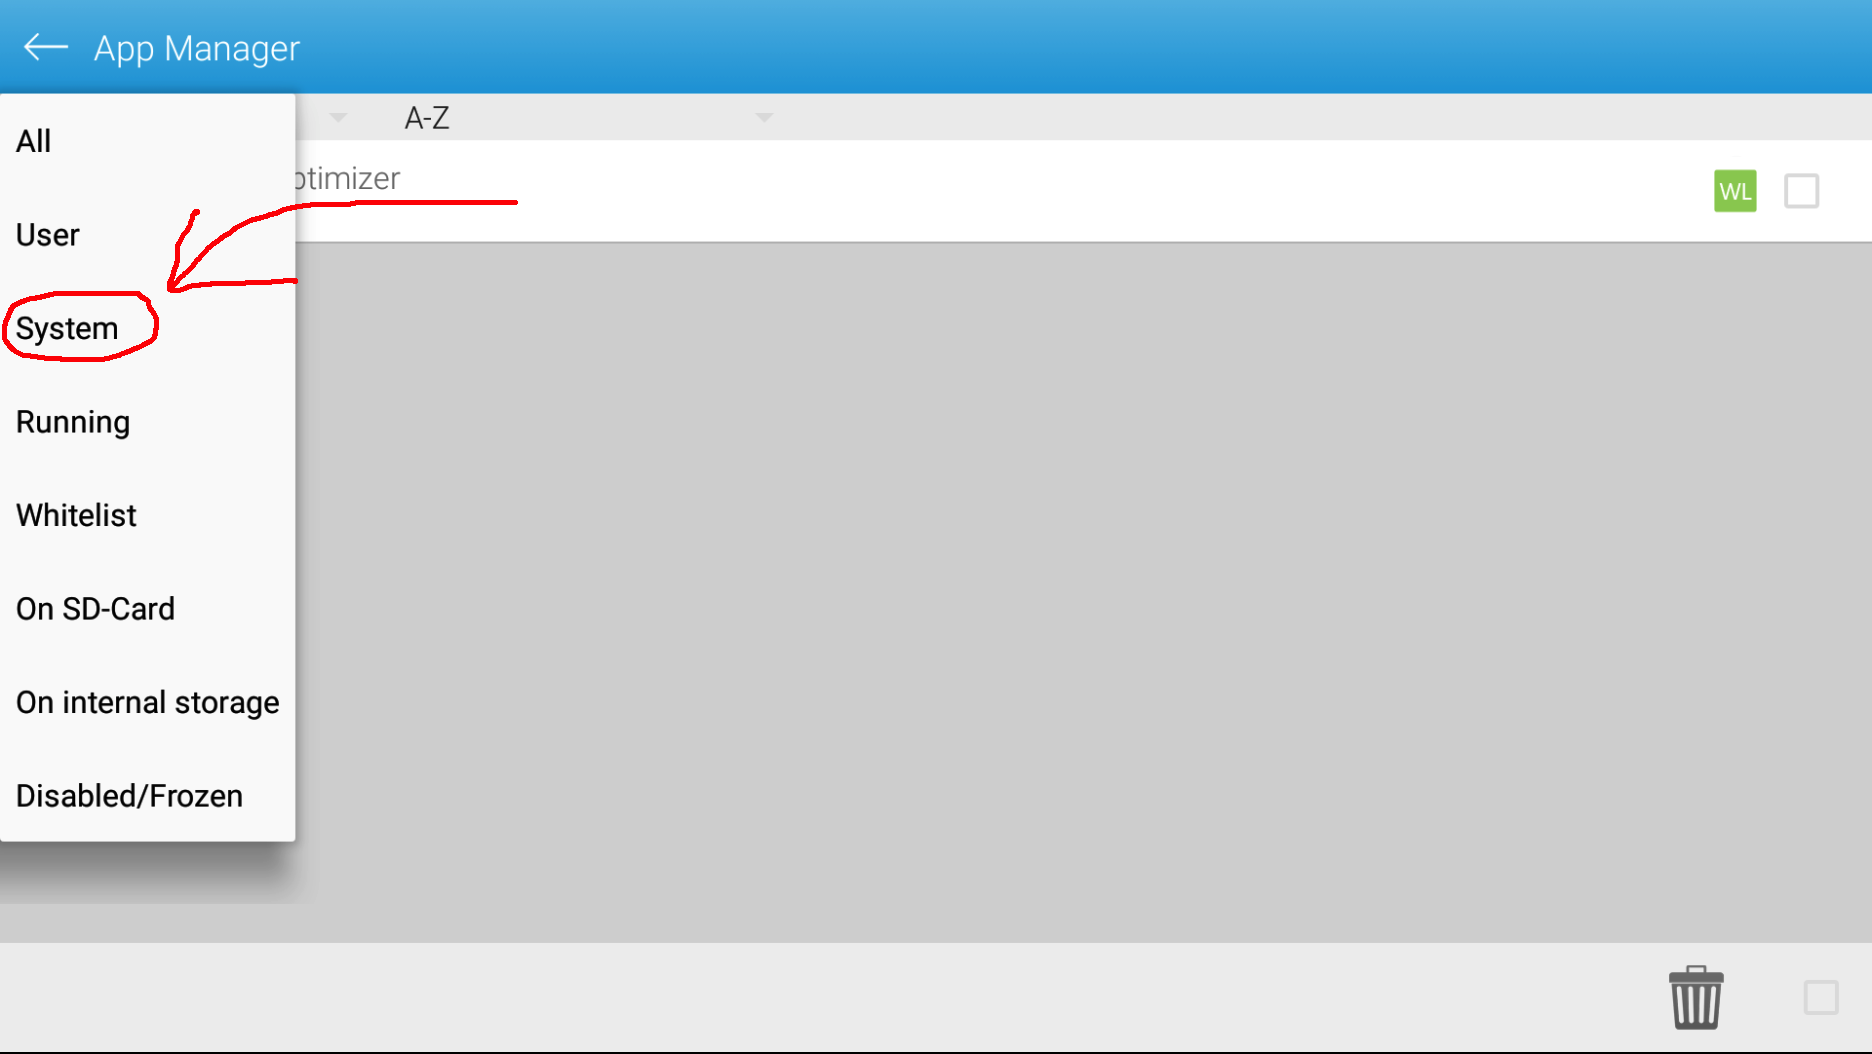 App Manager
A-Z
All
ptimizer
WL
User
System
Running
Whitelist
On SD-Card
On internal storage
Disabled/Frozen